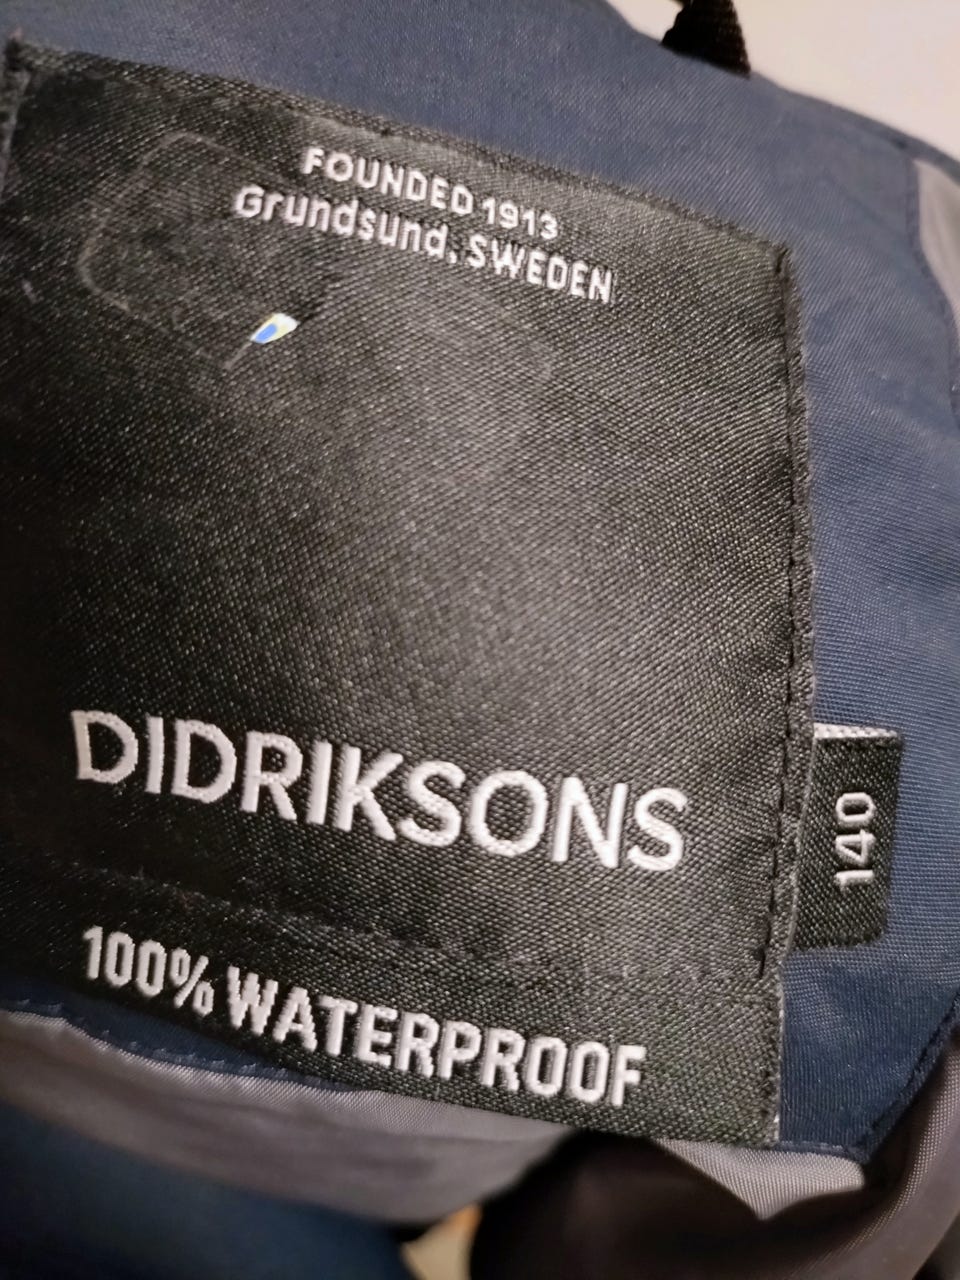 FOUNDED 1913
Grundsund, SWEDEN
DIDRIKSONS
140
100% WATERPROOF